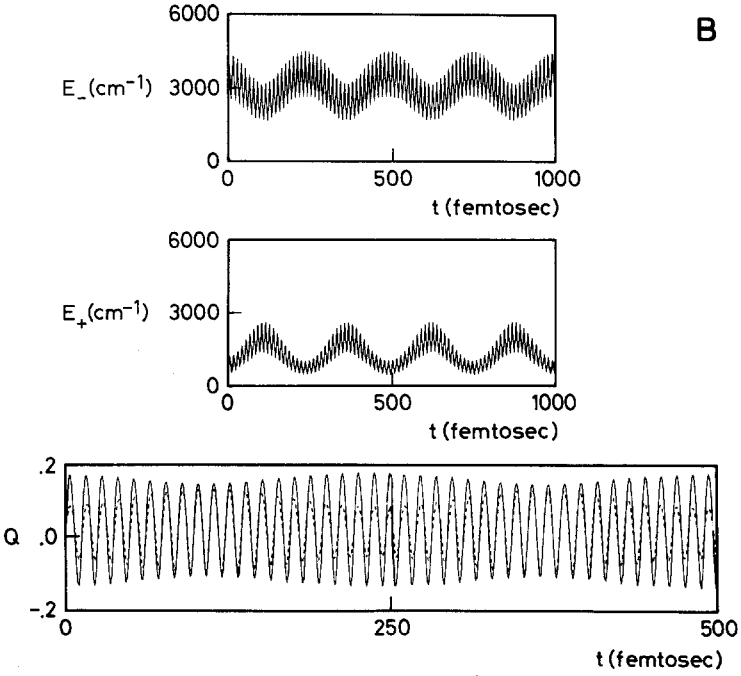 B
6000
E₋(cm⁻¹) 3000
0
0 500 1000
t (femtosec)
6000
E₊(cm⁻¹) 3000
0
0 500 1000
t (femtosec)
.2
Q .0
-.2
0 250 500
t (femtosec)